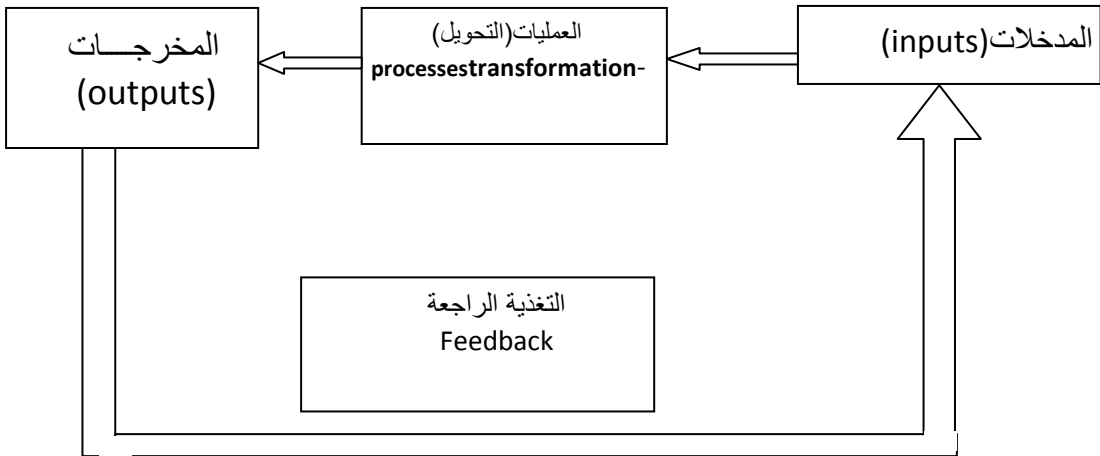 المدخلات(inputs)
العمليات(التحويل)
processestransformation-
المخرجـــات
(outputs)
التغذية الراجعة
Feedback